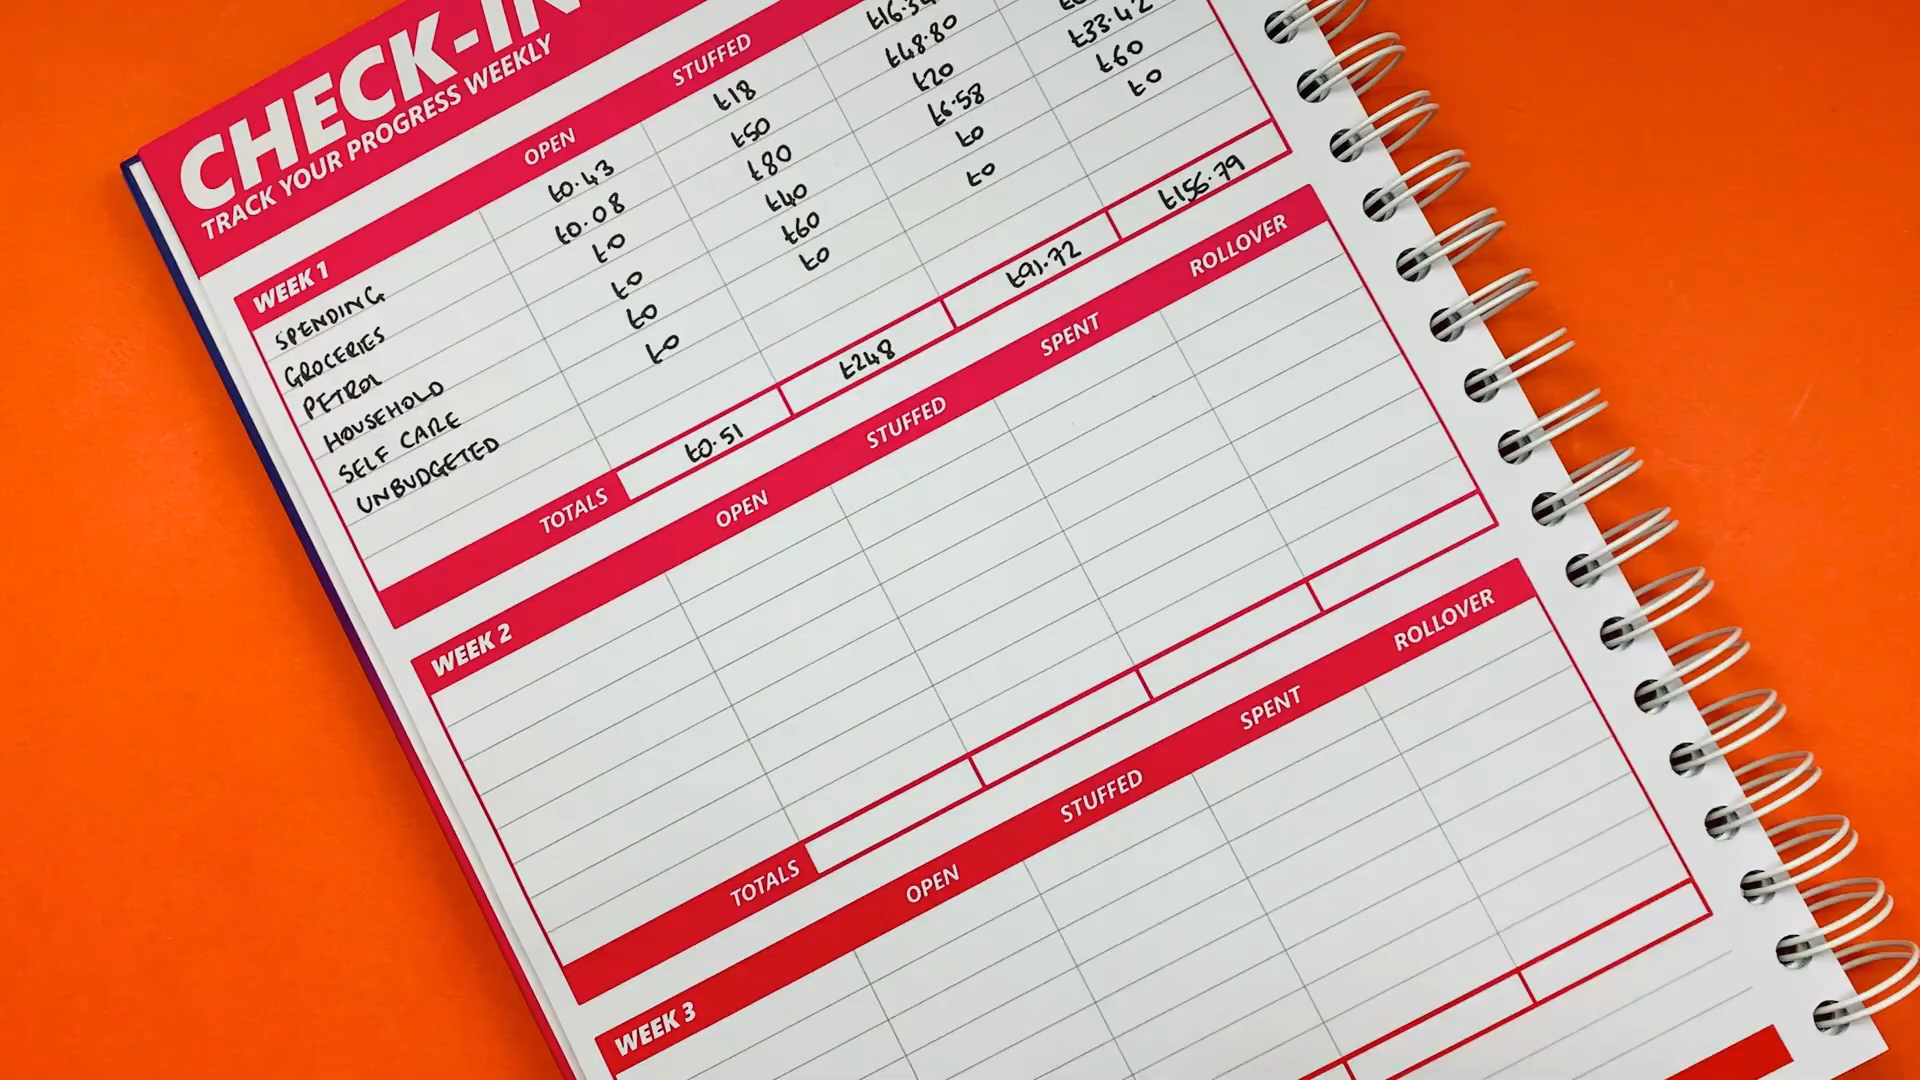 CHECK-IN
TRACK YOUR PROGRESS WEEKLY
WEEK 1 OPEN STUFFED
SPENDING £0.43 £18
GROCERIES £0.08 £50 £48.80
PETROL £0 £80 £20
HOUSEHOLD £0 £40 £6.58 £33.42
SELF CARE £0 £60 £0 £60
UNBUDGETED £0 £0 £0 £0
TOTALS £0.51 £248 £91.72 £156.79
WEEK 2 OPEN STUFFED SPENT ROLLOVER
TOTALS
WEEK 3 OPEN STUFFED SPENT ROLLOVER